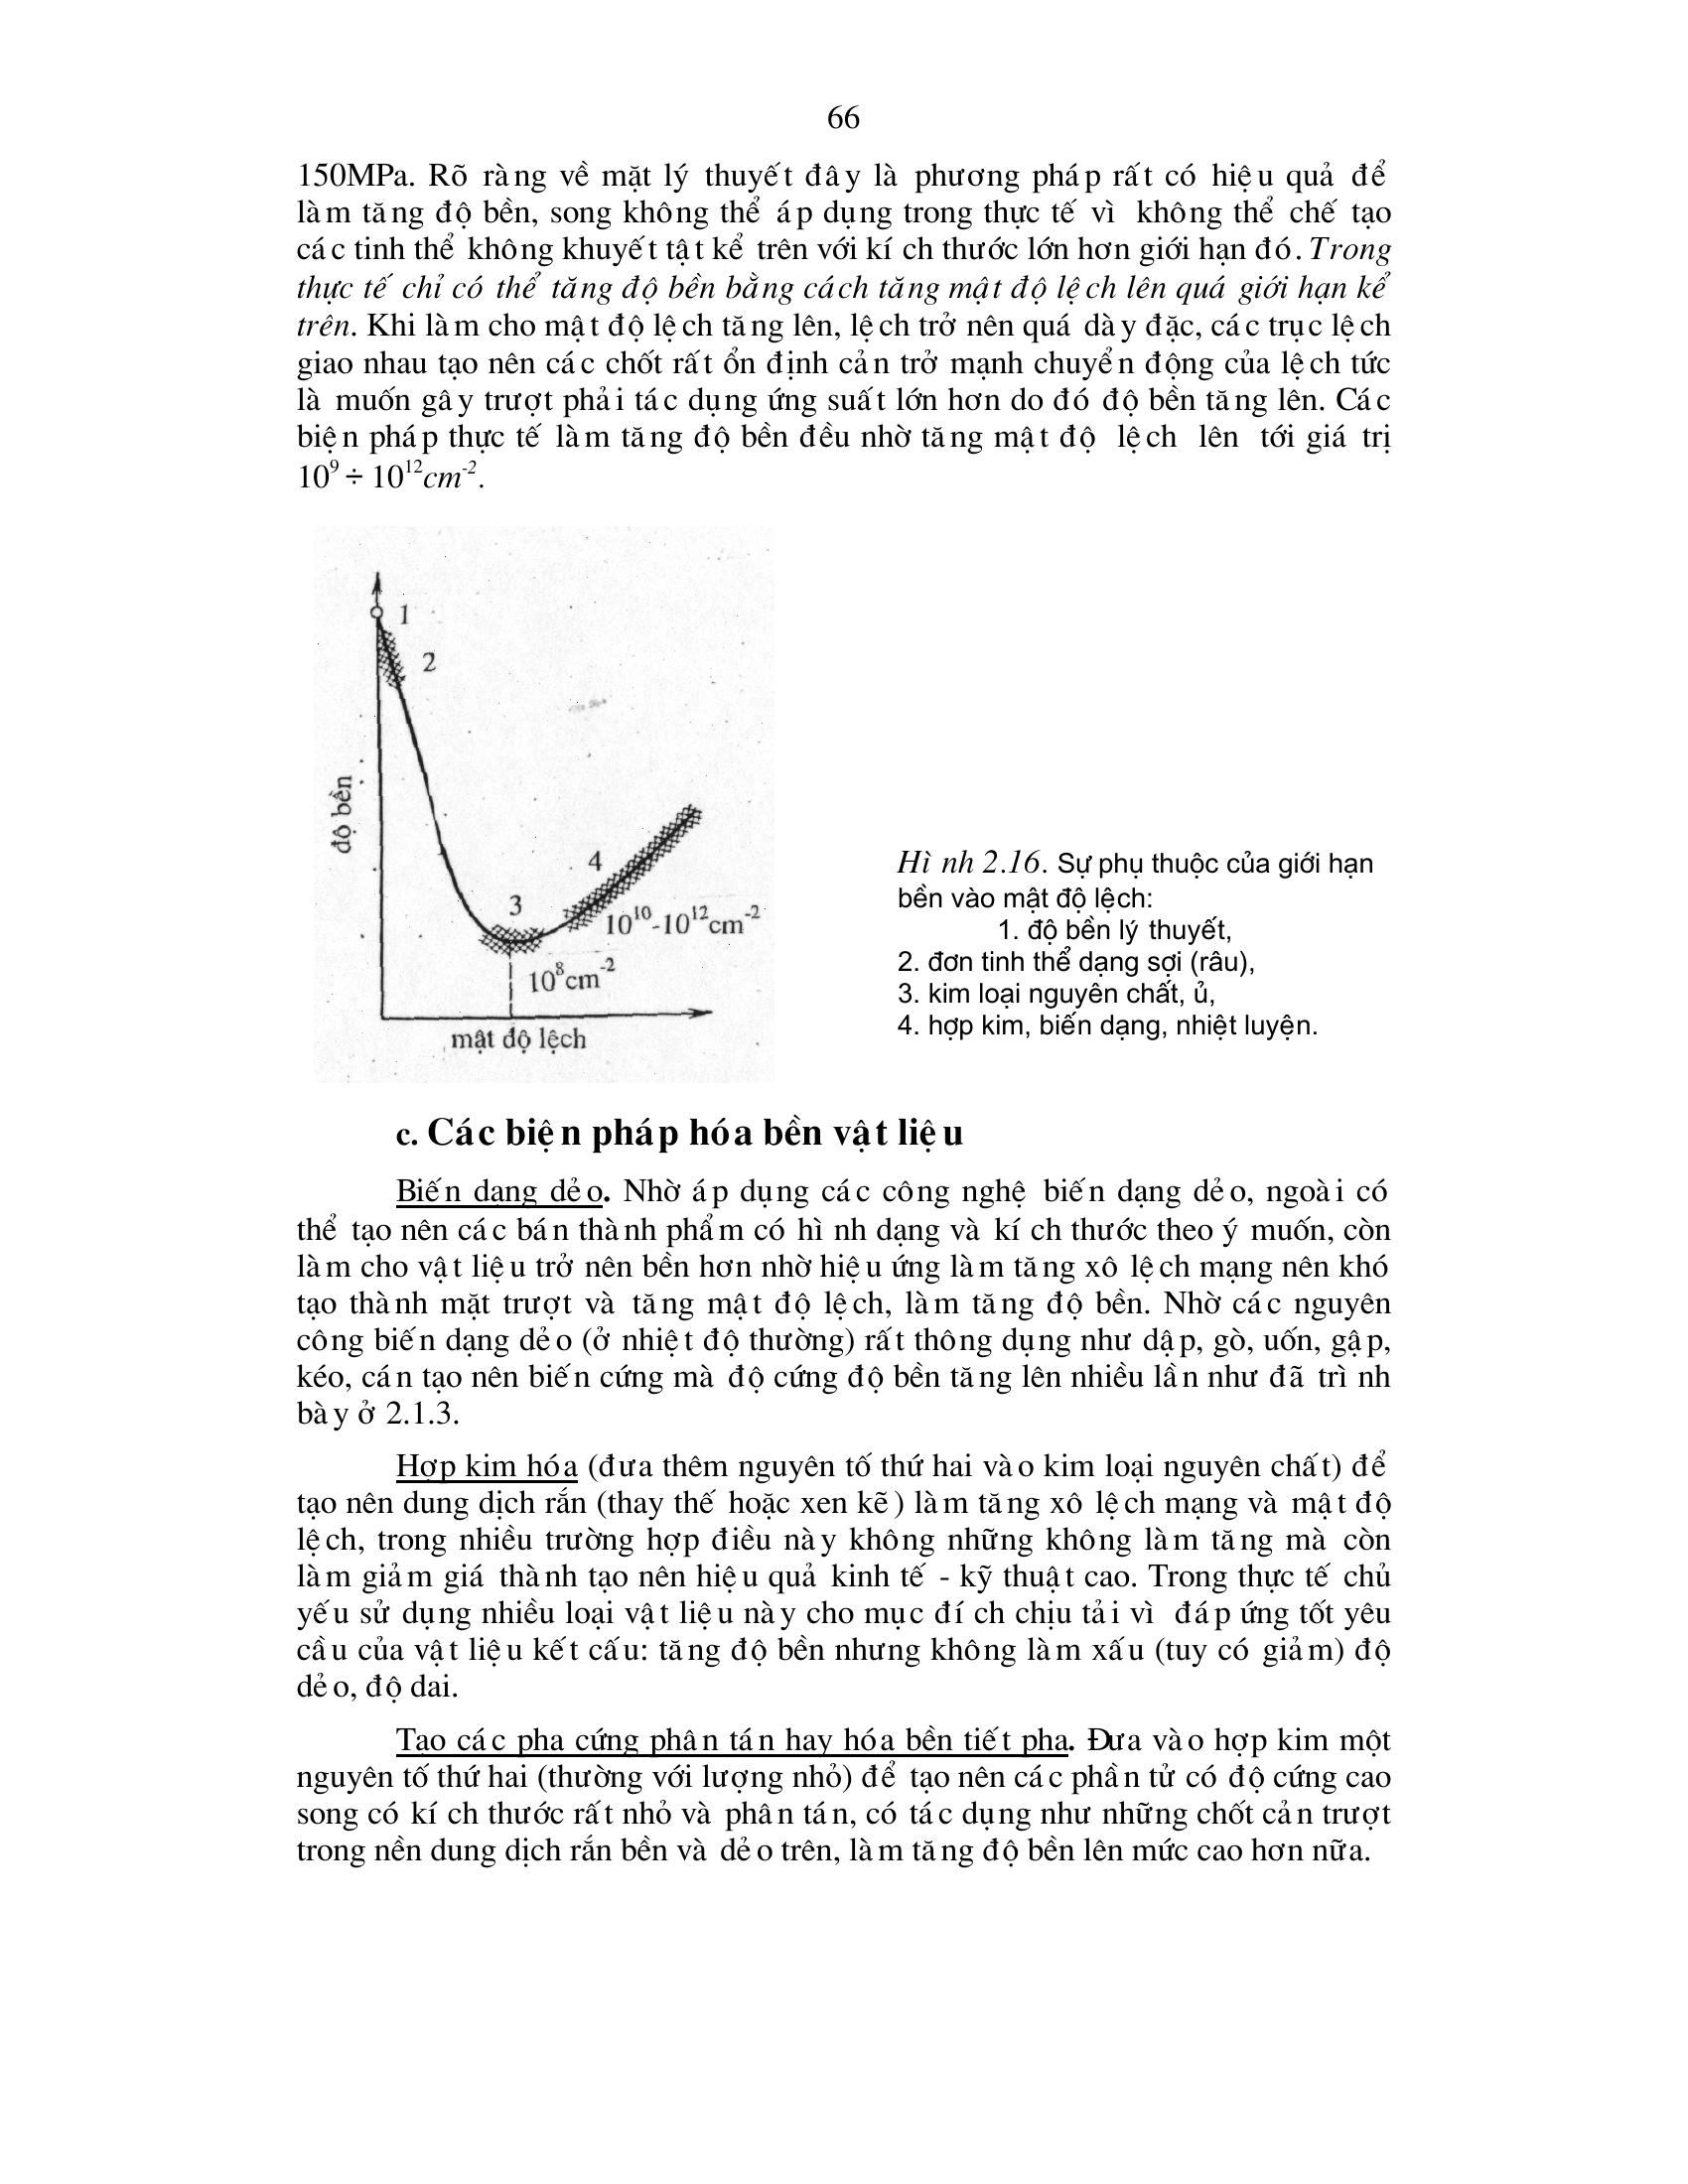 66
150MPa. Rõ ràng về mặt lý thuyết đây là phương pháp rất có hiệu quả để
làm tăng độ bền, song không thể áp dụng trong thực tế vì không thể chế tạo
các tinh thể không khuyết tật kể trên với kích thước lớn hơn giới hạn đó. Trong
thực tế chỉ có thể tăng độ bền bằng cách tăng mật độ lệch lên quá giới hạn kể
trên. Khi làm cho mật độ lệch tăng lên, lệch trở nên quá dày đặc, các trục lệch
giao nhau tạo nên các chốt rất ổn định cản trở mạnh chuyển động của lệch tức
là muốn gây trượt phải tác dụng ứng suất lớn hơn do đó độ bền tăng lên. Các
biện pháp thực tế làm tăng độ bền đều nhờ tăng mật độ lệch lên tới giá trị
10⁹ ÷ 10¹²cm⁻².
1
2
độ bền
4
3
10¹⁰-10¹²cm⁻²
10⁸cm⁻²
mật độ lệch
Hình 2.16. Sự phụ thuộc của giới hạn
bền vào mật độ lệch:
1. độ bền lý thuyết,
2. đơn tinh thể dạng sợi (râu),
3. kim loại nguyên chất, ủ,
4. hợp kim, biến dạng, nhiệt luyện.
c. Các biện pháp hóa bền vật liệu
Biến dạng dẻo. Nhờ áp dụng các công nghệ biến dạng dẻo, ngoài có
thể tạo nên các bán thành phẩm có hình dạng và kích thước theo ý muốn, còn
làm cho vật liệu trở nên bền hơn nhờ hiệu ứng làm tăng xô lệch mạng nên khó
tạo thành mặt trượt và tăng mật độ lệch, làm tăng độ bền. Nhờ các nguyên
công biến dạng dẻo (ở nhiệt độ thường) rất thông dụng như dập, gò, uốn, gập,
kéo, cán tạo nên biến cứng mà độ cứng độ bền tăng lên nhiều lần như đã trình
bày ở 2.1.3.
Hợp kim hóa (đưa thêm nguyên tố thứ hai vào kim loại nguyên chất) để
tạo nên dung dịch rắn (thay thế hoặc xen kẽ) làm tăng xô lệch mạng và mật độ
lệch, trong nhiều trường hợp điều này không những không làm tăng mà còn
làm giảm giá thành tạo nên hiệu quả kinh tế - kỹ thuật cao. Trong thực tế chủ
yếu sử dụng nhiều loại vật liệu này cho mục đích chịu tải vì đáp ứng tốt yêu
cầu của vật liệu kết cấu: tăng độ bền nhưng không làm xấu (tuy có giảm) độ
dẻo, độ dai.
Tạo các pha cứng phân tán hay hóa bền tiết pha. Đưa vào hợp kim một
nguyên tố thứ hai (thường với lượng nhỏ) để tạo nên các phần tử có độ cứng cao
song có kích thước rất nhỏ và phân tán, có tác dụng như những chốt cản trượt
trong nền dung dịch rắn bền và dẻo trên, làm tăng độ bền lên mức cao hơn nữa.